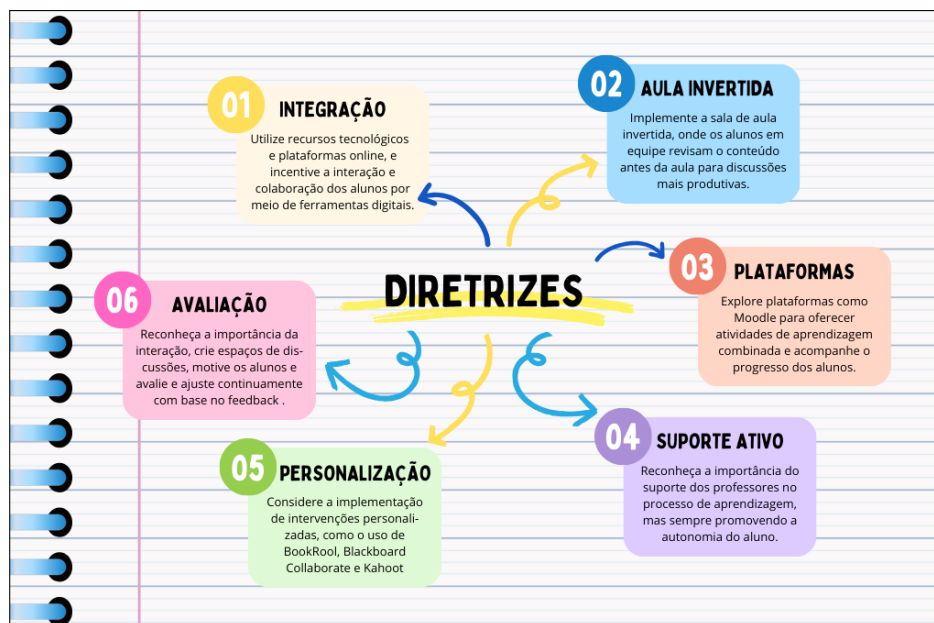 01
INTEGRAÇÃO
Utilize recursos tecnológicos
e plataformas online, e
incentive a interação e
colaboração dos alunos por
meio de ferramentas digitais.
02
AULA INVERTIDA
Implemente a sala de aula
invertida, onde os alunos em
equipe revisam o conteúdo
antes da aula para discussões
mais produtivas.
DIRETRIZES
03
PLATAFORMAS
Explore plataformas como
Moodle para oferecer
atividades de aprendizagem
combinada e acompanhe o
progresso dos alunos.
04
SUPORTE ATIVO
Reconheça a importância do
suporte dos professores no
processo de aprendizagem,
mas sempre promovendo a
autonomia do aluno.
05
PERSONALIZAÇÃO
Considere a implementação
de intervenções personali-
zadas, como o uso de
BookRool, Blackboard
Collaborate e Kahoot
06
AVALIAÇÃO
Reconheça a importância da
interação, crie espaços de dis-
cussões, motive os alunos e
avalie e ajuste continuamente
com base no feedback .